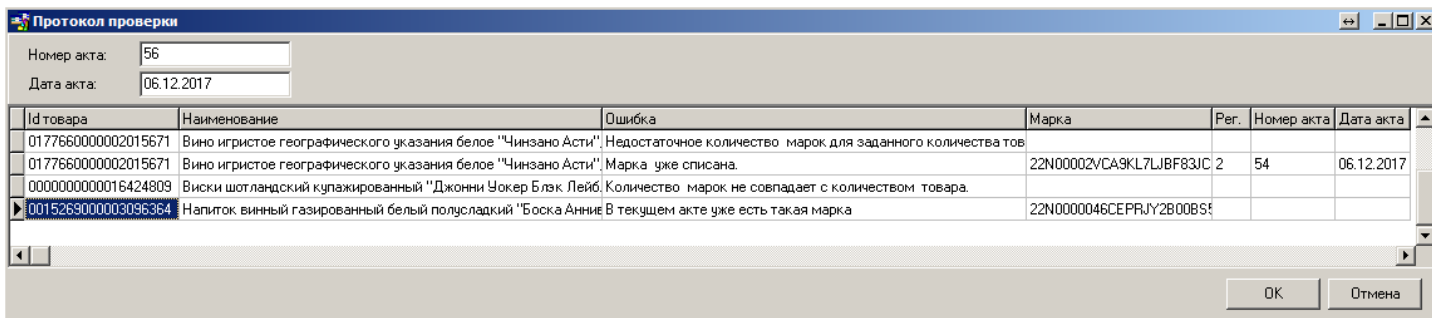 Протокол проверки
Номер акта: 56
Дата акта: 06.12.2017
Id товара Наименование Ошибка Марка Рег. Номер акта Дата акта
0177660000002015671 Вино игристое географического указания белое "Чинзано Асти". Недостаточное количество марок для заданного количества тов
0177660000002015671 Вино игристое географического указания белое "Чинзано Асти". Марка уже списана. 22N00002VCA9KL7LJBF83JC 2 54 06.12.2017
0000000000016424809 Виски шотландский купажированный "Джонни Уокер Блэк Лейб. Количество марок не совпадает с количеством товара.
0015269000003096364 Напиток винный газированный белый полусладкий "Боска Аннив В текущем акте уже есть такая марка 22N0000046CEPRJY2B00BS5
OK Отмена